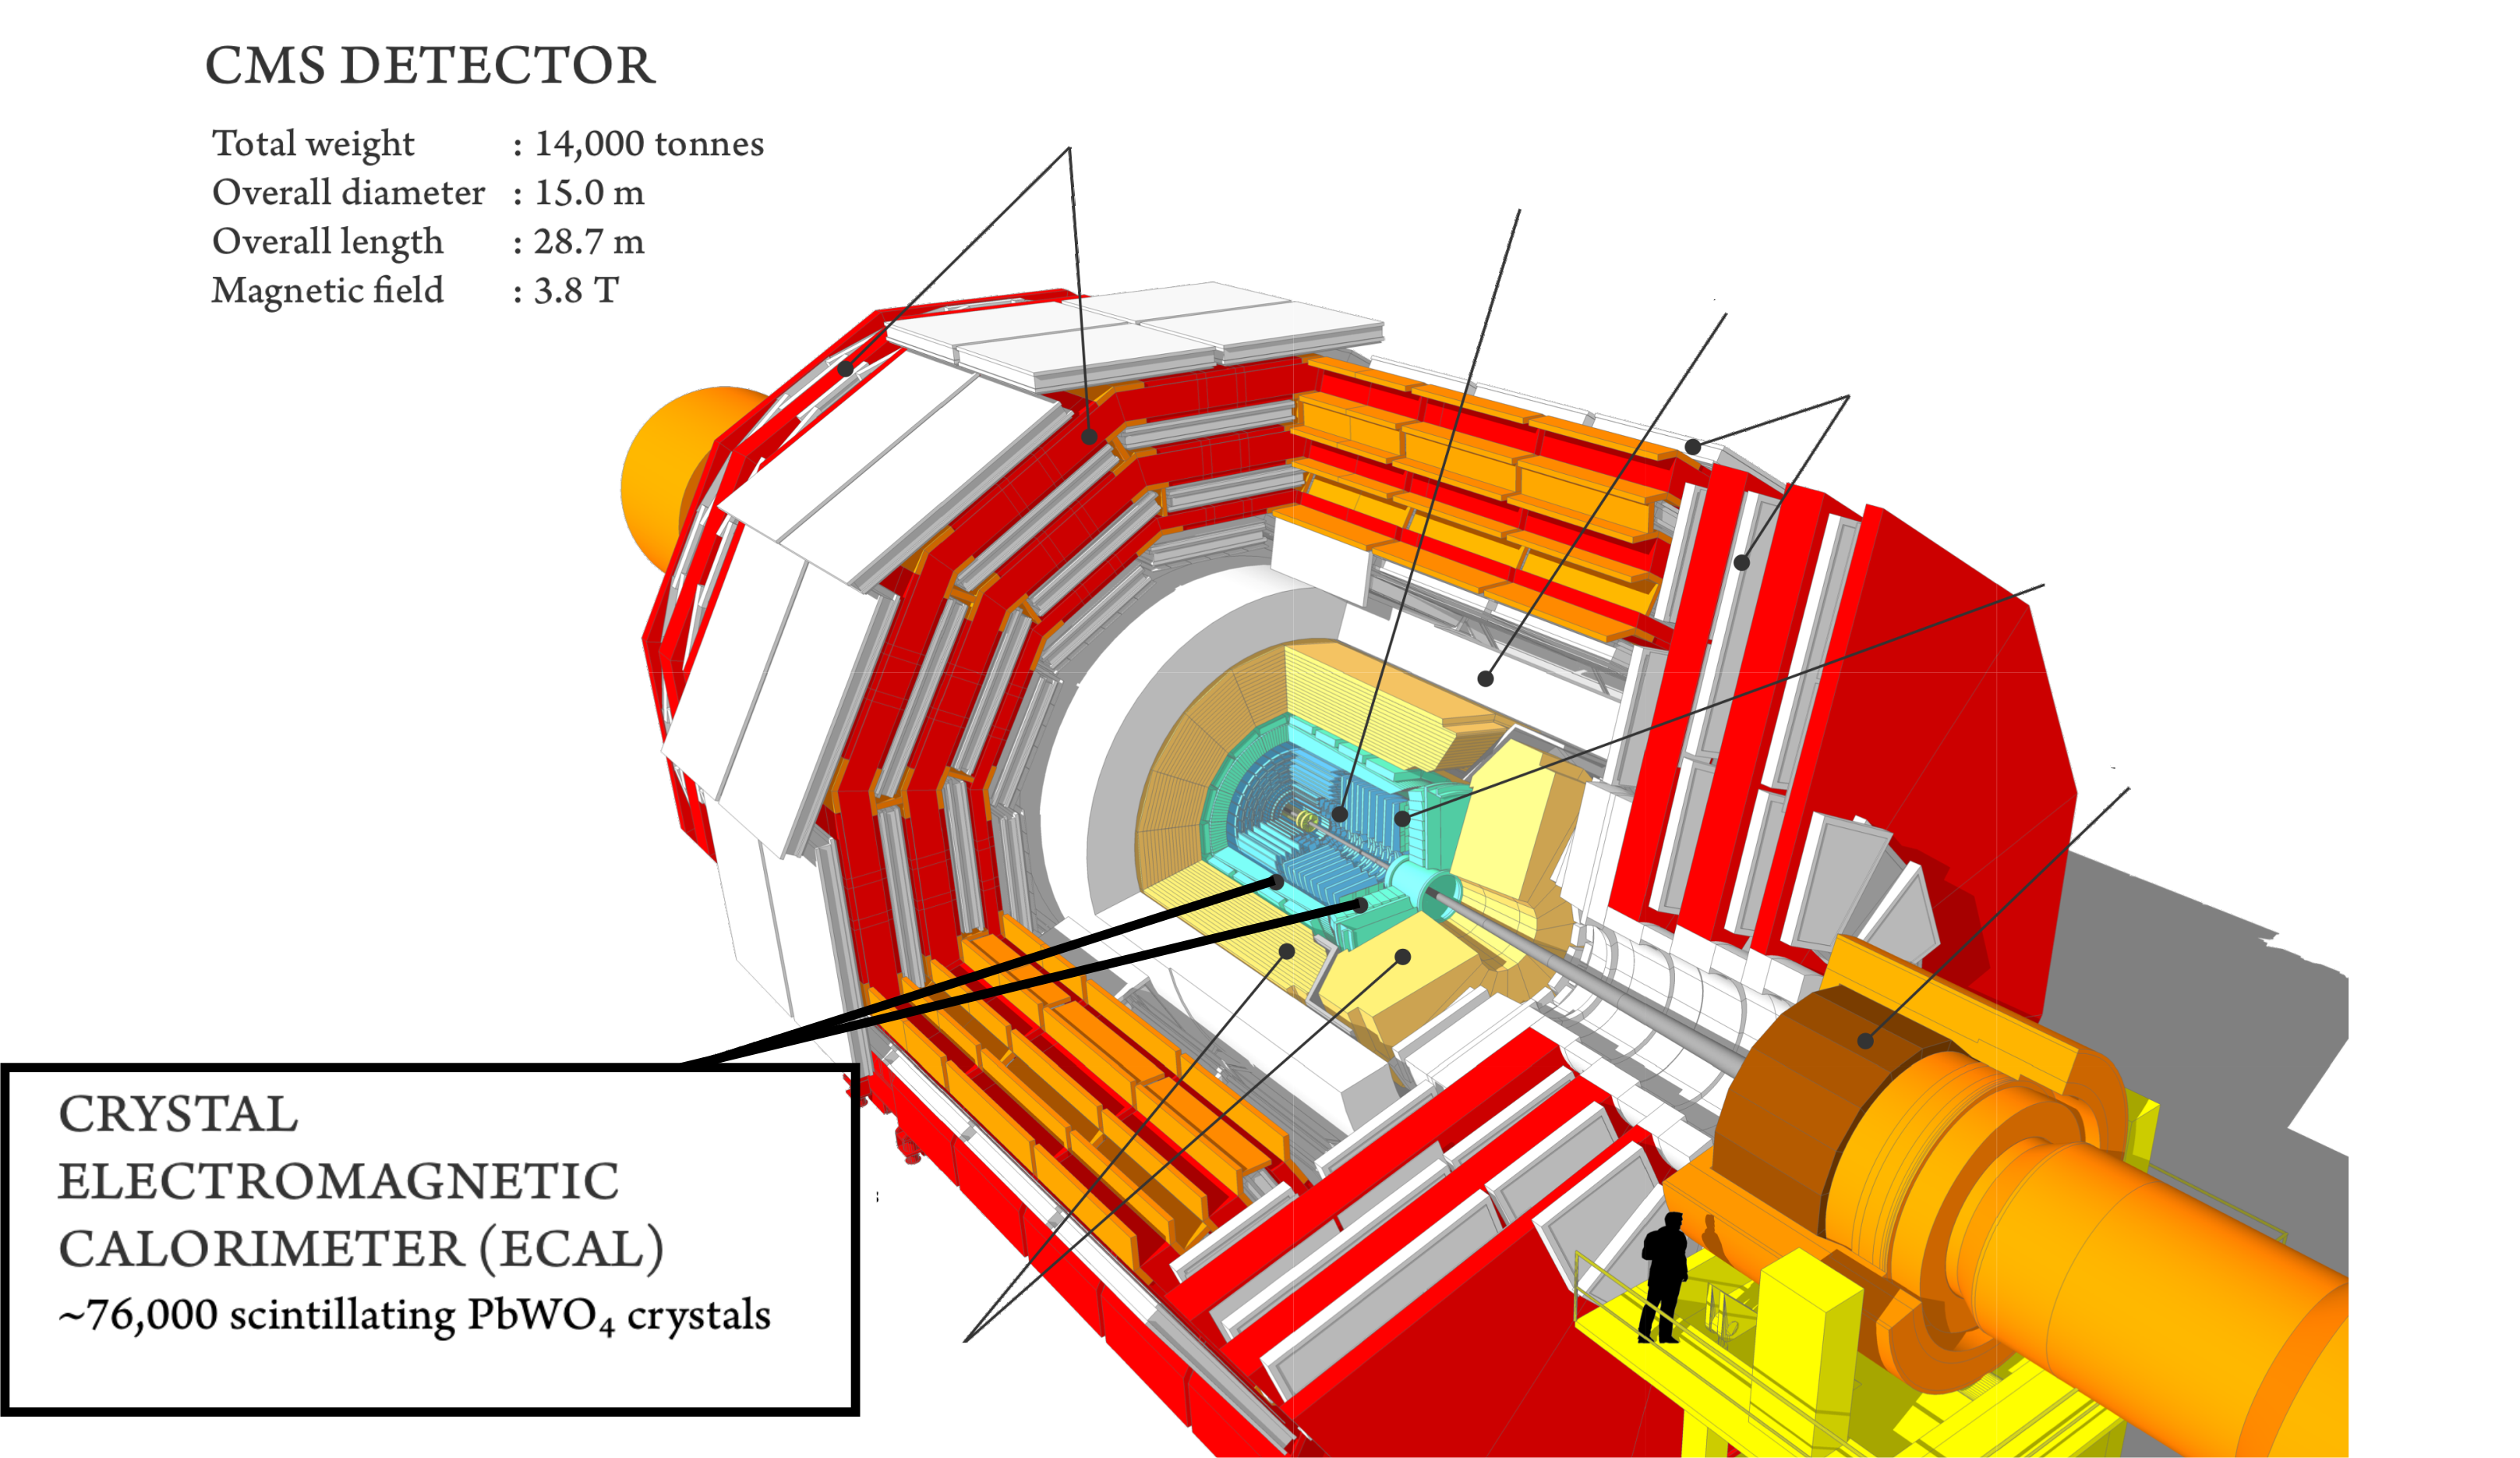 CMS DETECTOR
Total weight : 14,000 tonnes
Overall diameter : 15.0 m
Overall length : 28.7 m
Magnetic field : 3.8 T
CRYSTAL
ELECTROMAGNETIC
CALORIMETER (ECAL)
~76,000 scintillating PbWO₄ crystals